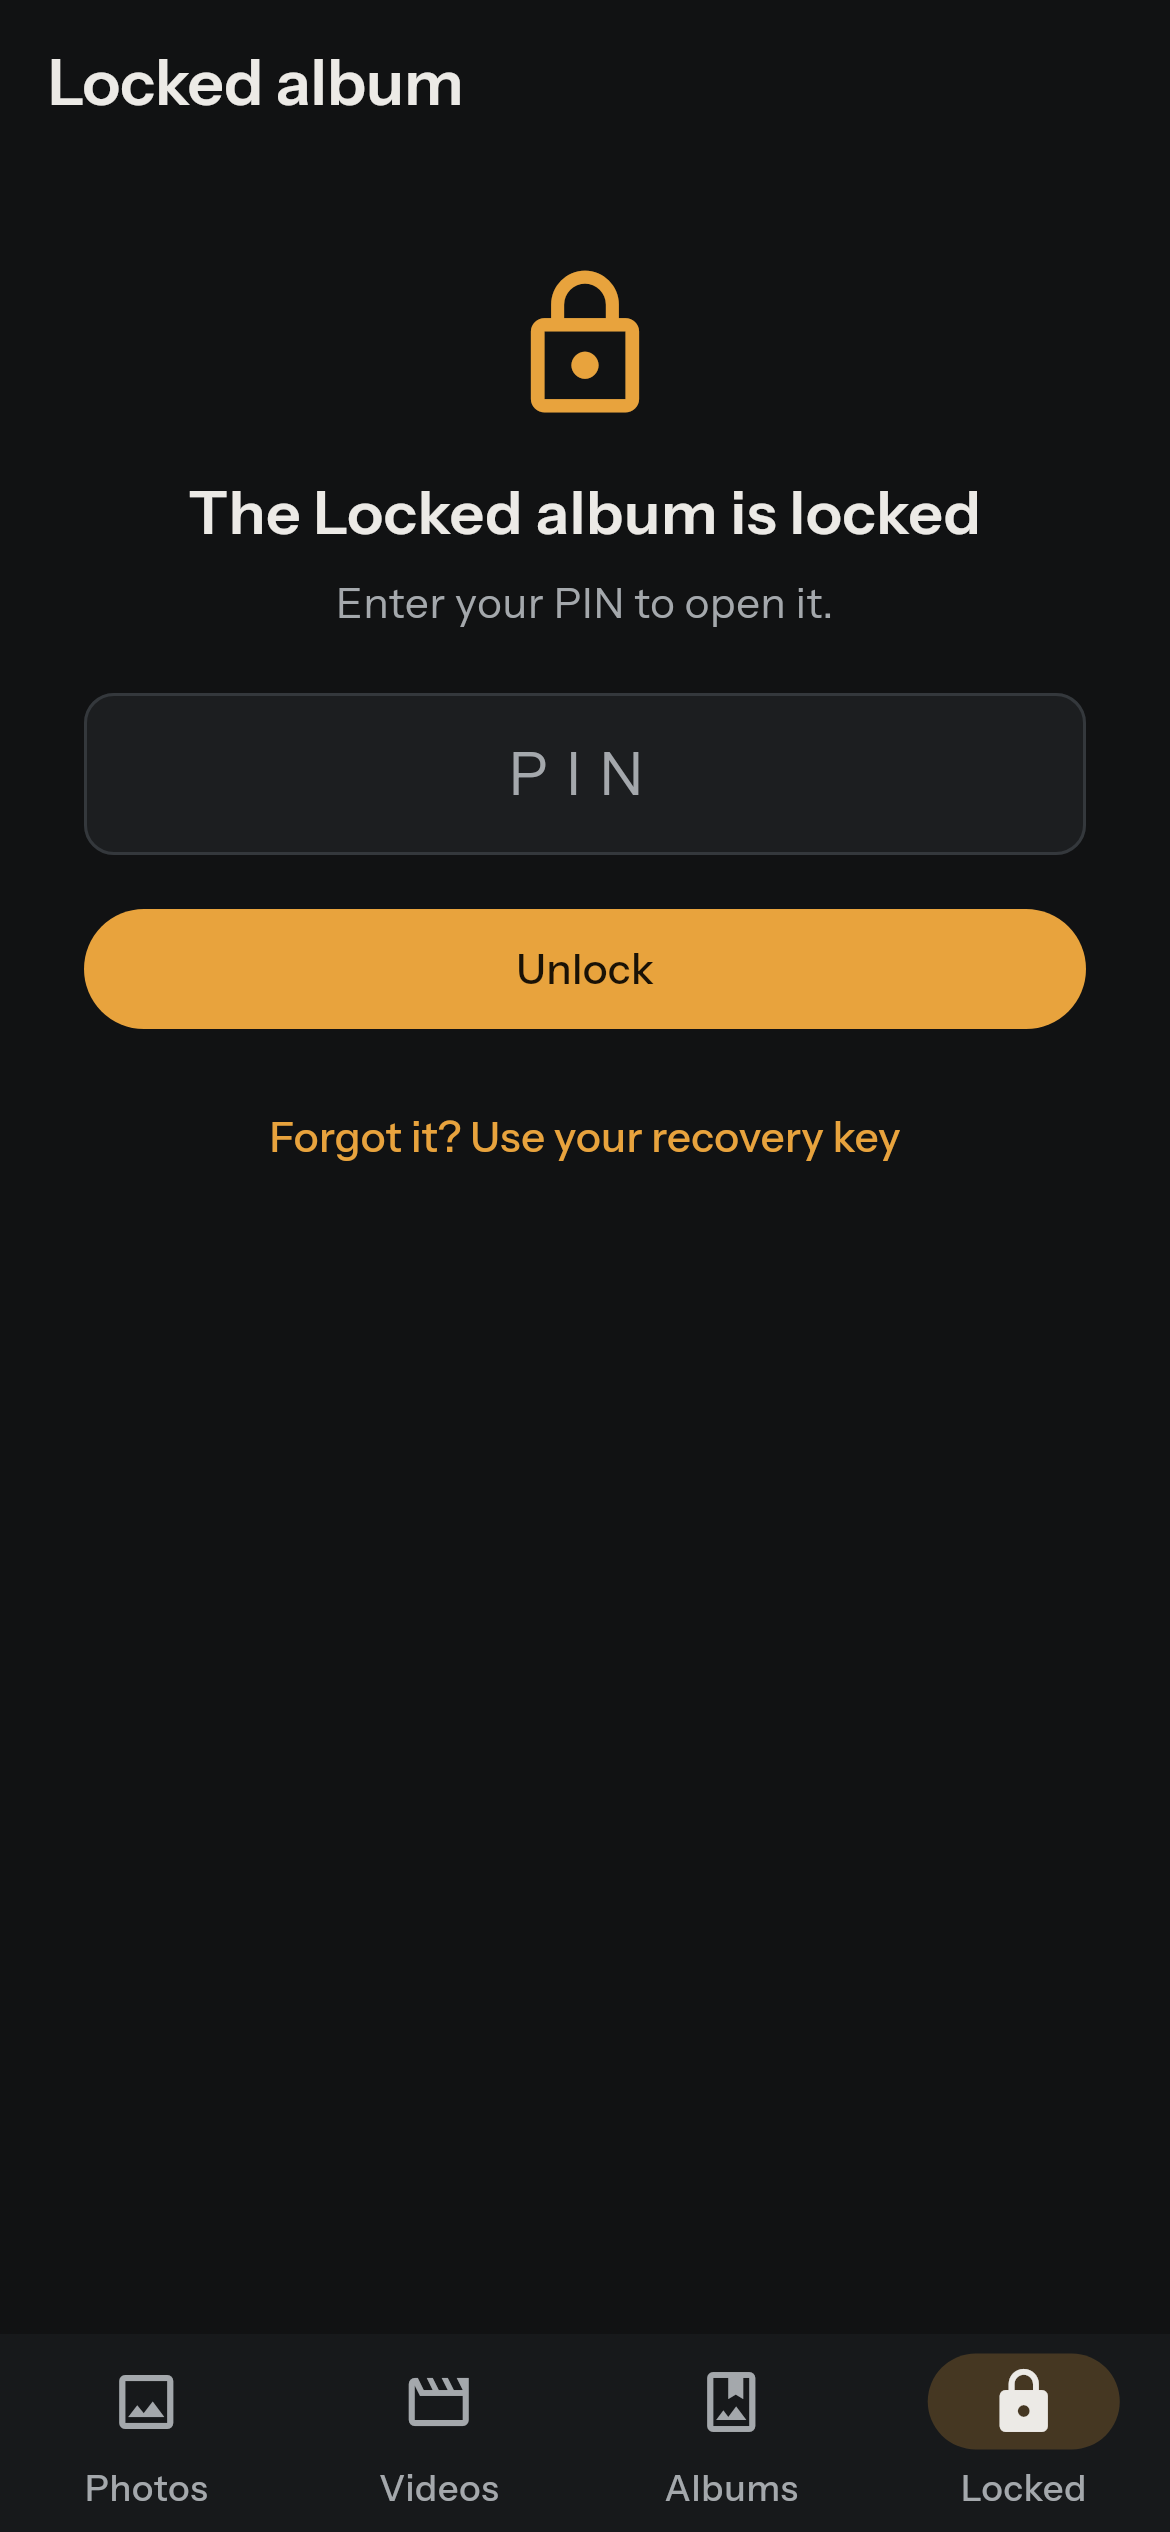 Locked album
The Locked album is locked
Enter your PIN to open it.
PIN
Unlock
Forgot it? Use your recovery key
Photos
Videos
Albums
Locked